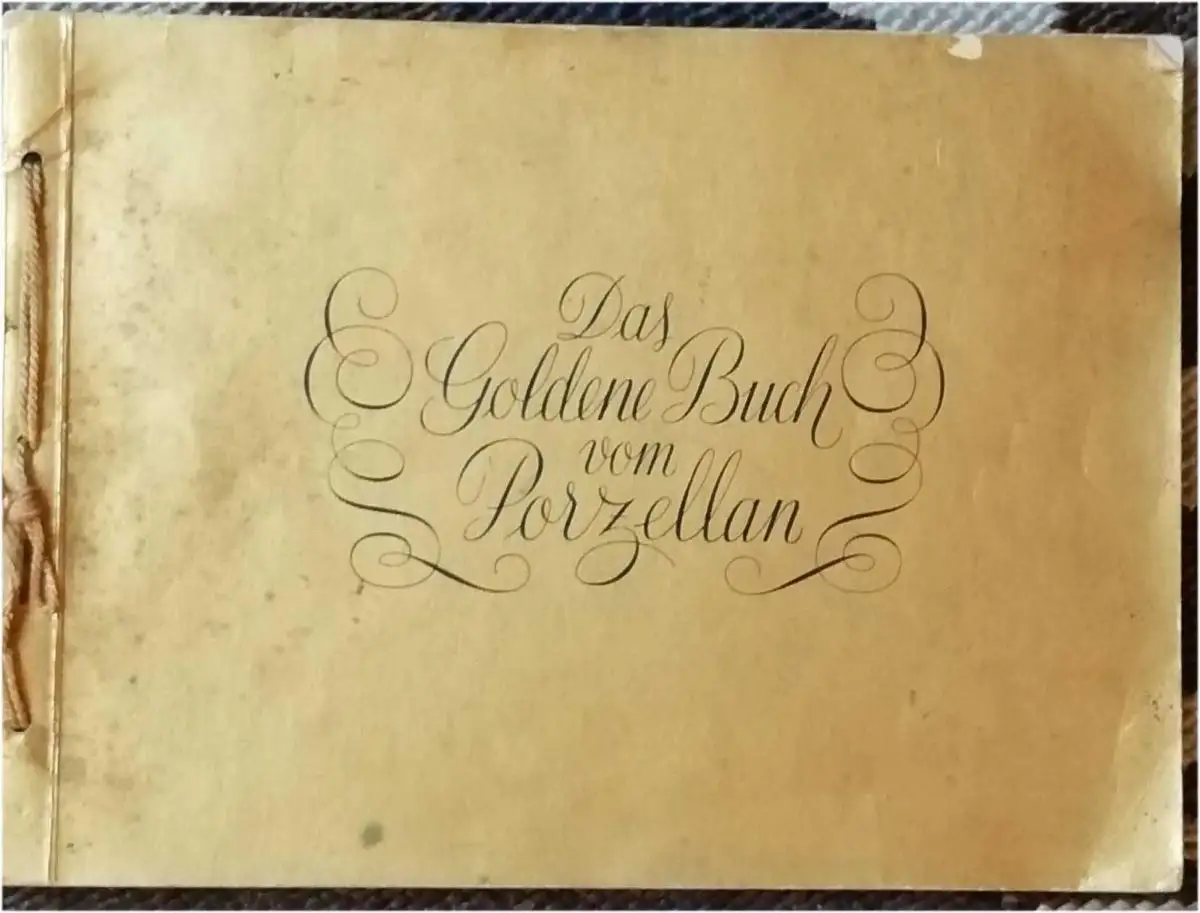 Das
Goldene Buch
vom
Porzellan